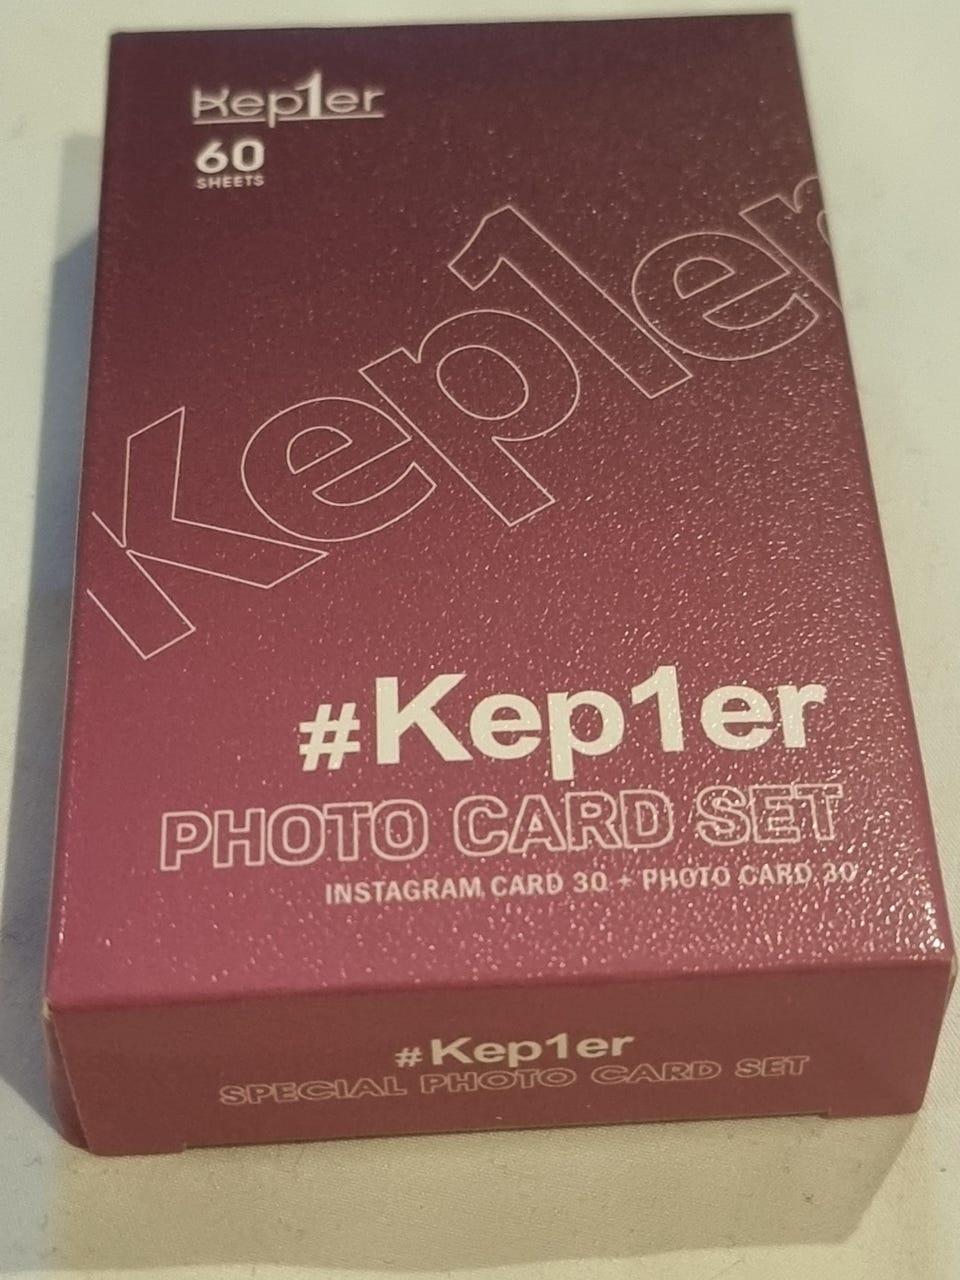 Kep1er
60
SHEETS
Kep1er
#Kep1er
PHOTO CARD SET
INSTAGRAM CARD 30 + PHOTO CARD 30
#Kep1er
SPECIAL PHOTO CARD SET